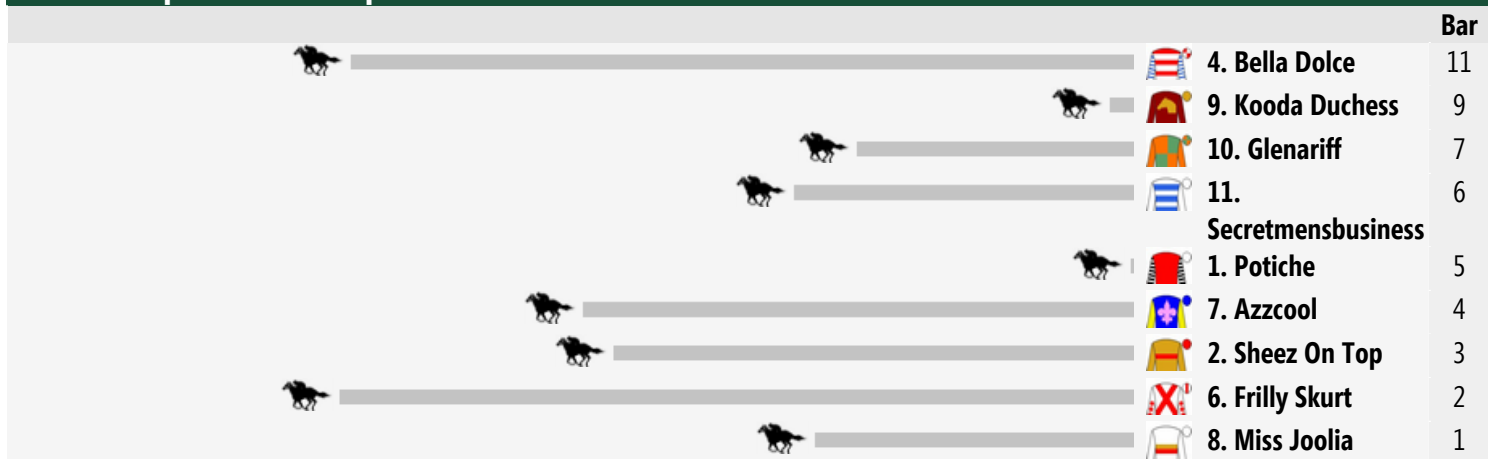 Bar
4. Bella Dolce 11
9. Kooda Duchess 9
10. Glenariff 7
11. 6
Secretmensbusiness
1. Potiche 5
7. Azzcool 4
2. Sheez On Top 3
6. Frilly Skurt 2
8. Miss Joolia 1